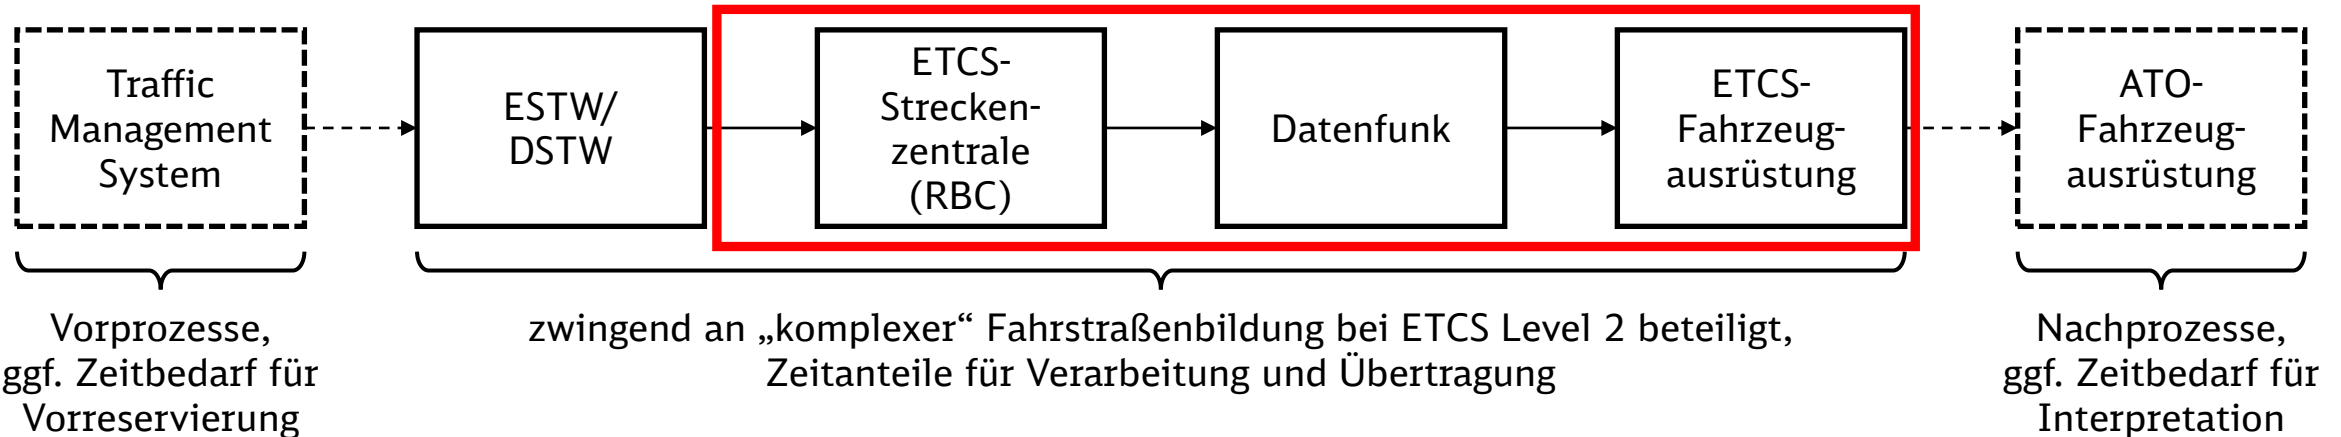 Traffic
Management
System
ESTW/
DSTW
ETCS-
Strecken-
zentrale
(RBC)
Datenfunk
ETCS-
Fahrzeug-
ausrüstung
ATO-
Fahrzeug-
ausrüstung
Vorprozesse,
ggf. Zeitbedarf für
Vorreservierung
zwingend an „komplexer“ Fahrstraßenbildung bei ETCS Level 2 beteiligt,
Zeitanteile für Verarbeitung und Übertragung
Nachprozesse,
ggf. Zeitbedarf für
Interpretation